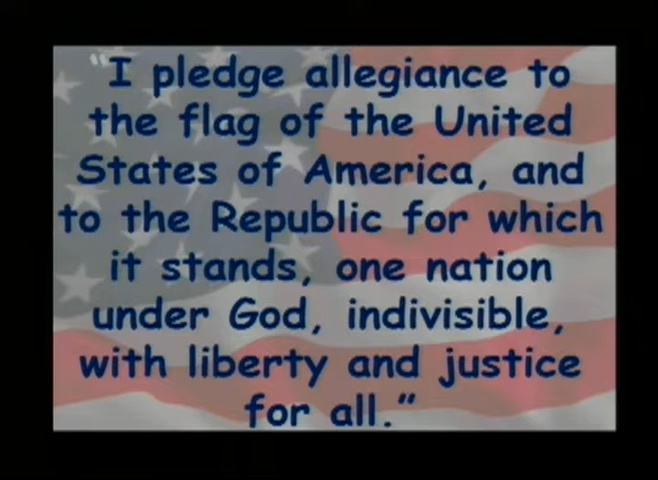 “I pledge allegiance to
the flag of the United
States of America, and
to the Republic for which
it stands, one nation
under God, indivisible,
with liberty and justice
for all.”